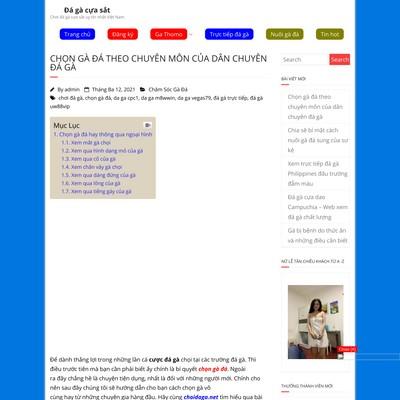 Đá gà cựa sắt
Chơi đá gà cựa sắt uy tín nhất Việt Nam
Trang chủ
Đăng ký
Ga Thomo
Trực tiếp đá gà
Nuôi gà đá
Tin hot
CHỌN GÀ ĐÁ THEO CHUYÊN MÔN CỦA DÂN CHUYÊN
ĐÁ GÀ
By admin Tháng Ba 12, 2021 Chăm Sóc Gà Đá
chơi đá gà, chọn gà đá, da ga cpc1, da ga m8wwin, da ga vegas79, đá gà trực tiếp, đá gà
uw88vip
Mục Lục
1. Chọn gà đá hay thông qua ngoại hình
1.1. Xem mắt gà chọi
1.2. Xem qua hình dạng mỏ của gà
1.3. Xem qua cổ của gà
1.4. Xem chân vảy gà chọi
1.5. Xem qua dáng đứng của gà
1.6. Xem qua lông của gà
1.7. Xem qua tiếng gáy của gà
Để dành thắng lợi trong những lần cá cược đá gà chọi tại các trường đá gà. Thì
điều trước tiên mà bạn cần phải biết ấy chính là bí quyết chọn gà đá. Ngoài
ra đây chẳng hề là chuyện tiện dụng, nhất là đối với những người mới. Chính cho
nên sau đây chúng tôi sẽ hướng dẫn cho bạn cách chọn gà vô
cùng hay từ những chuyên gia hàng đầu. Hãy cùng choidaga.net tìm hiểu qua bài
Search
Search
BÀI VIẾT MỚI
Chọn gà đá theo
chuyên môn của dân
chuyên đá gà
Chia sẻ bí mật cách
nuôi gà đá sung của sư
kê
Xem trực tiếp đá gà
Philippines đấu trường
đẫm máu
Đá gà cựa dao
Campuchia – Web xem
đá gà chất lượng
Gà bị bệnh do thức ăn
và những điều cần biết
NỮ LỄ TÂN CHIỀU KHÁCH TỪ A -Z
Close [X]
THƯỜNG THÀNH VIÊN MỚI